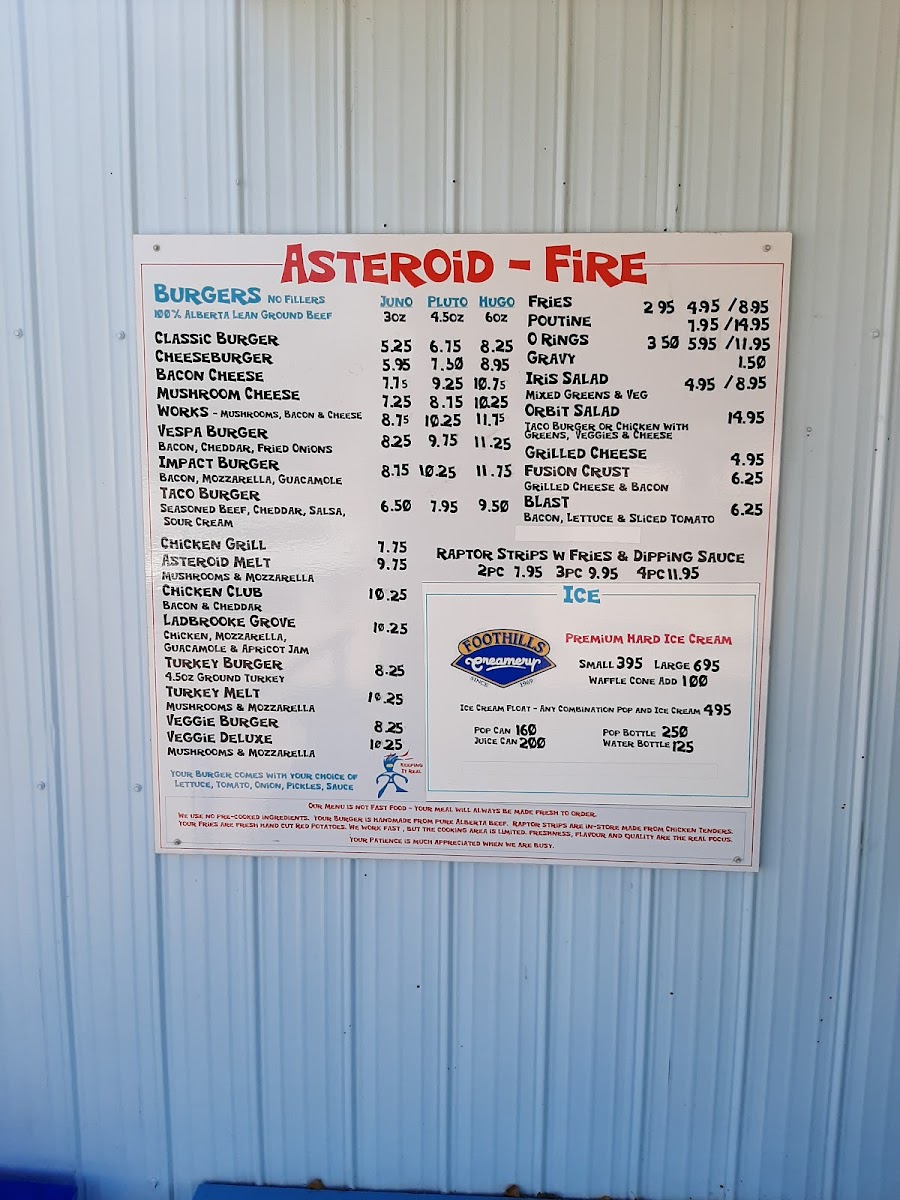 Asteroid - Fire
Burgers No Fillers
100% Alberta Lean Ground Beef
Juno Pluto Hugo
3oz 4.5oz 6oz
Classic Burger 5.25 6.75 8.25
Cheeseburger 5.95 7.50 8.95
Bacon Cheese 7.75 9.25 10.75
Mushroom Cheese 7.25 8.75 10.25
Works - Mushrooms, Bacon & Cheese 8.75 10.25 11.75
Vespa Burger 8.25 9.75 11.25
Bacon, Cheddar, Fried Onions
Impact Burger 8.75 10.25 11.75
Bacon, Mozzarella, Guacamole
Taco Burger
Seasoned Beef, Cheddar, Salsa, 6.50 7.95 9.50
Sour Cream
Chicken Grill 7.75
Asteroid Melt 9.75
Mushrooms & Mozzarella
Chicken Club 10.25
Bacon & Cheddar
Ladbrooke Grove 10.25
Chicken, Mozzarella,
Guacamole & Apricot Jam
Turkey Burger 8.25
4.5oz Ground Turkey
Turkey Melt 10.25
Mushrooms & Mozzarella
Veggie Burger 8.25
Veggie Deluxe 10.25
Mushrooms & Mozzarella
Your Burger comes with your choice of
Lettuce, Tomato, Onion, Pickles, Sauce
Keeping
It Real
Fries 2 95 4.95 /8.95
Poutine 7.95 /14.95
O Rings 3 50 5.95 /11.95
Gravy 1.50
Iris Salad 4.95 /8.95
Mixed Greens & Veg
Orbit Salad 14.95
Taco Burger or Chicken with
Greens, Veggies & Cheese
Grilled Cheese 4.95
Fusion Crust 6.25
Grilled Cheese & Bacon
BLast 6.25
Bacon, Lettuce & Sliced Tomato
Raptor Strips w Fries & Dipping Sauce
2pc 7.95 3pc 9.95 4pc 11.95
Ice
Foothills
Creamery
Since 1969
Premium Hard Ice Cream
Small 395 Large 695
Waffle Cone Add 100
Ice Cream Float - Any Combination Pop and Ice Cream 495
Pop Can 160 Pop Bottle 250
Juice Can 200 Water Bottle 125
Our Menu is not Fast Food - Your meal will always be made fresh to order.
We use no pre-cooked ingredients. Your Burger is handmade from pure Alberta Beef. Raptor strips are in-store made from Chicken Tenders.
Your Fries are fresh hand cut Red Potatoes. We work fast , but the cooking area is limited. Freshness, flavour and quality are the real focus.
Your Patience is much appreciated when we are busy.